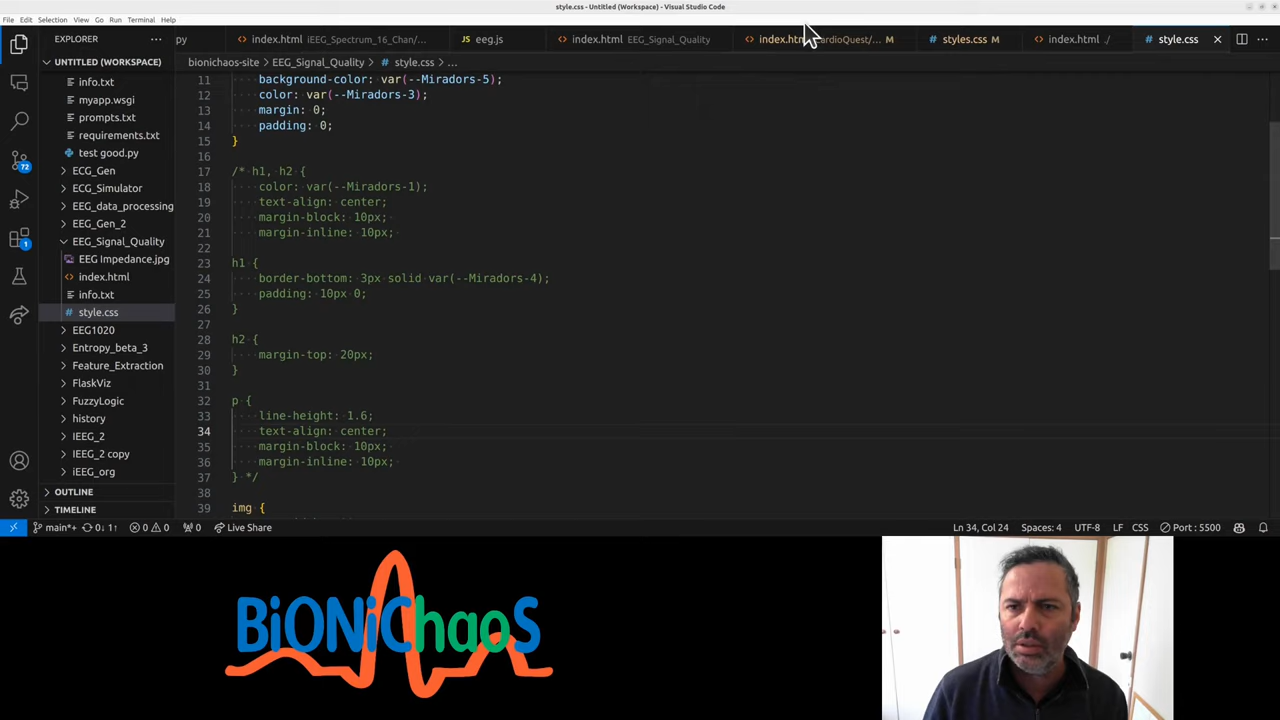 style.css - Untitled (Workspace) - Visual Studio Code
File Edit Selection View Go Run Terminal Help
EXPLORER
py
index.html iEEG_Spectrum_16_Chan/...
eeg.js
index.html EEG_Signal_Quality
index.html CardioQuest/... M
styles.css M
index.html ./
style.css
UNTITLED (WORKSPACE)
bionichaos-site > EEG_Signal_Quality > # style.css > ...
info.txt
myapp.wsgi
prompts.txt
requirements.txt
test good.py
ECG_Gen
ECG_Simulator
EEG_data_processing
EEG_Gen_2
EEG_Signal_Quality
EEG Impedance.jpg
index.html
info.txt
style.css
EEG1020
Entropy_beta_3
Feature_Extraction
FlaskViz
FuzzyLogic
history
IEEG_2
IEEG_2 copy
iEEG_org
OUTLINE
TIMELINE
72
1
11 background-color: var(--Miradors-5);
12 color: var(--Miradors-3);
13 margin: 0;
14 padding: 0;
15 }
16
17 /* h1, h2 {
18 color: var(--Miradors-1);
19 text-align: center;
20 margin-block: 10px;
21 margin-inline: 10px;
22
23 h1 {
24 border-bottom: 3px solid var(--Miradors-4);
25 padding: 10px 0;
26 }
27
28 h2 {
29 margin-top: 20px;
30 }
31
32 p {
33 line-height: 1.6;
34 text-align: center;
35 margin-block: 10px;
36 margin-inline: 10px;
37 } */
38
39 img {
main*+ 0↓ 1↑ 0 0 0 Live Share
Ln 34, Col 24 Spaces: 4 UTF-8 LF CSS Port : 5500
BiONiChaoS